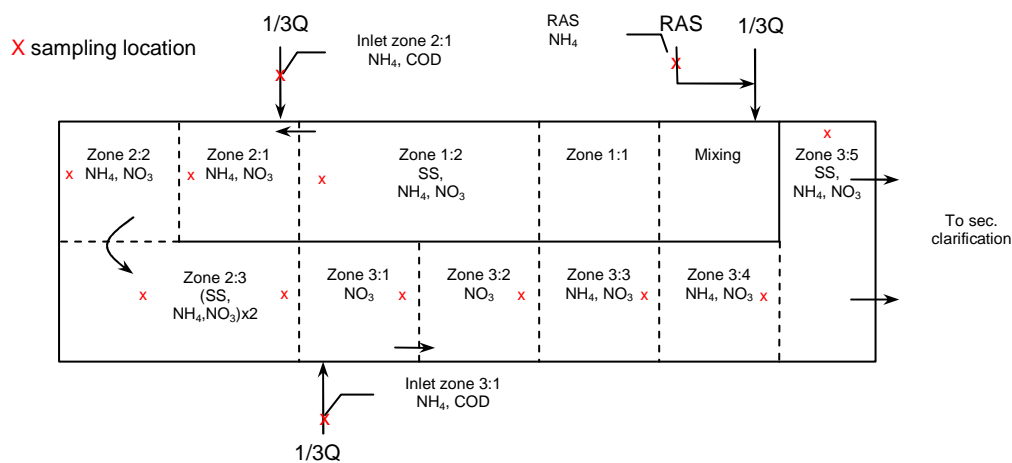 X sampling location
1/3Q
Inlet zone 2:1
NH₄, COD
X
RAS
NH₄
RAS
X
1/3Q
Zone 2:2
NH₄, NO₃
x
Zone 2:1
NH₄, NO₃
x
Zone 1:2
SS,
NH₄, NO₃
x
Zone 1:1
Mixing
x
Zone 3:5
SS,
NH₄, NO₃
To sec.
clarification
Zone 2:3
(SS,
NH₄,NO₃)x2
x
x
Zone 3:1
NO₃
x
Zone 3:2
NO₃
x
Zone 3:3
NH₄, NO₃
x
Zone 3:4
NH₄, NO₃
x
Inlet zone 3:1
NH₄, COD
X
1/3Q